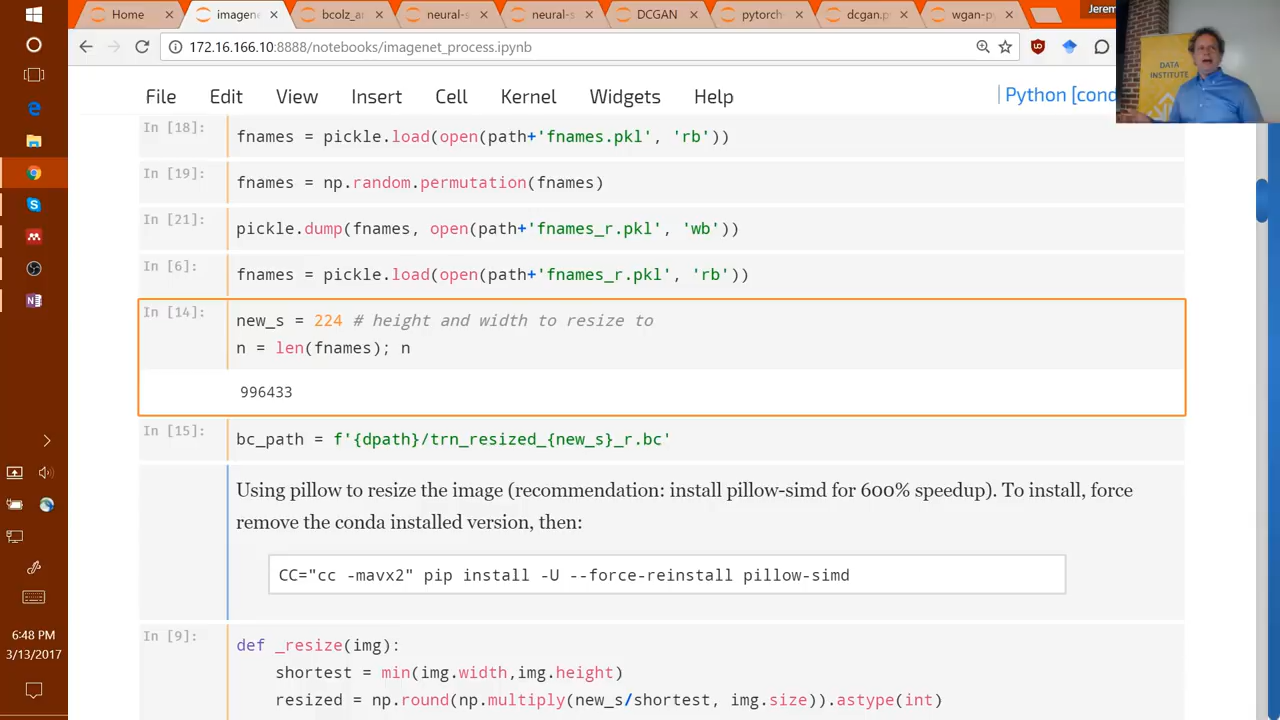 Home
imagene
bcolz_ar
neural-s
neural-s
DCGAN
pytorch-
dcgan.p
wgan-py
Jerem
172.16.166.10:8888/notebooks/imagenet_process.ipynb
DATA
INSTITUTE
File Edit View Insert Cell Kernel Widgets Help
Python [cond
In [18]:
fnames = pickle.load(open(path+'fnames.pkl', 'rb'))
In [19]:
fnames = np.random.permutation(fnames)
In [21]:
pickle.dump(fnames, open(path+'fnames_r.pkl', 'wb'))
In [6]:
fnames = pickle.load(open(path+'fnames_r.pkl', 'rb'))
In [14]:
new_s = 224 # height and width to resize to
n = len(fnames); n
996433
In [15]:
bc_path = f'{dpath}/trn_resized_{new_s}_r.bc'
Using pillow to resize the image (recommendation: install pillow-simd for 600% speedup). To install, force
remove the conda installed version, then:
CC="cc -mavx2" pip install -U --force-reinstall pillow-simd
In [9]:
def _resize(img):
shortest = min(img.width,img.height)
resized = np.round(np.multiply(new_s/shortest, img.size)).astype(int)
6:48 PM
3/13/2017